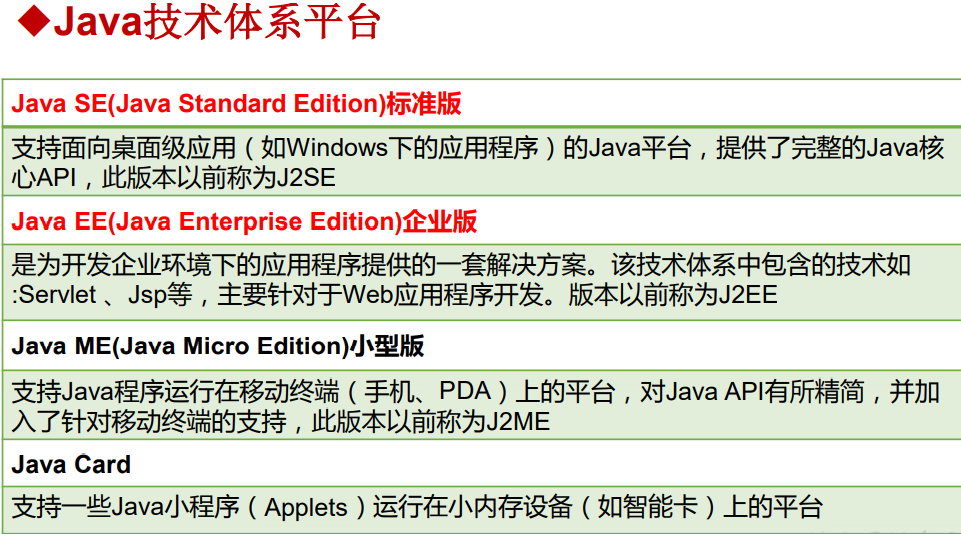 ◆Java技术体系平台
Java SE(Java Standard Edition)标准版
支持面向桌面级应用（如Windows下的应用程序）的Java平台，提供了完整的Java核
心API，此版本以前称为J2SE
Java EE(Java Enterprise Edition)企业版
是为开发企业环境下的应用程序提供的一套解决方案。该技术体系中包含的技术如
:Servlet 、Jsp等，主要针对于Web应用程序开发。版本以前称为J2EE
Java ME(Java Micro Edition)小型版
支持Java程序运行在移动终端（手机、PDA）上的平台，对Java API有所精简，并加
入了针对移动终端的支持，此版本以前称为J2ME
Java Card
支持一些Java小程序（Applets）运行在小内存设备（如智能卡）上的平台